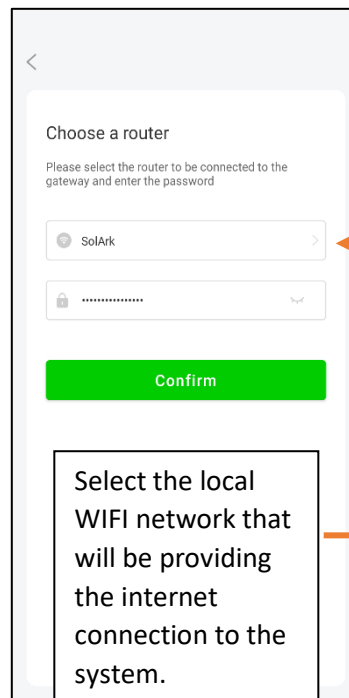 Choose a router
Please select the router to be connected to the
gateway and enter the password
SolArk
Confirm
Select the local
WIFI network that
will be providing
the internet
connection to the
system.